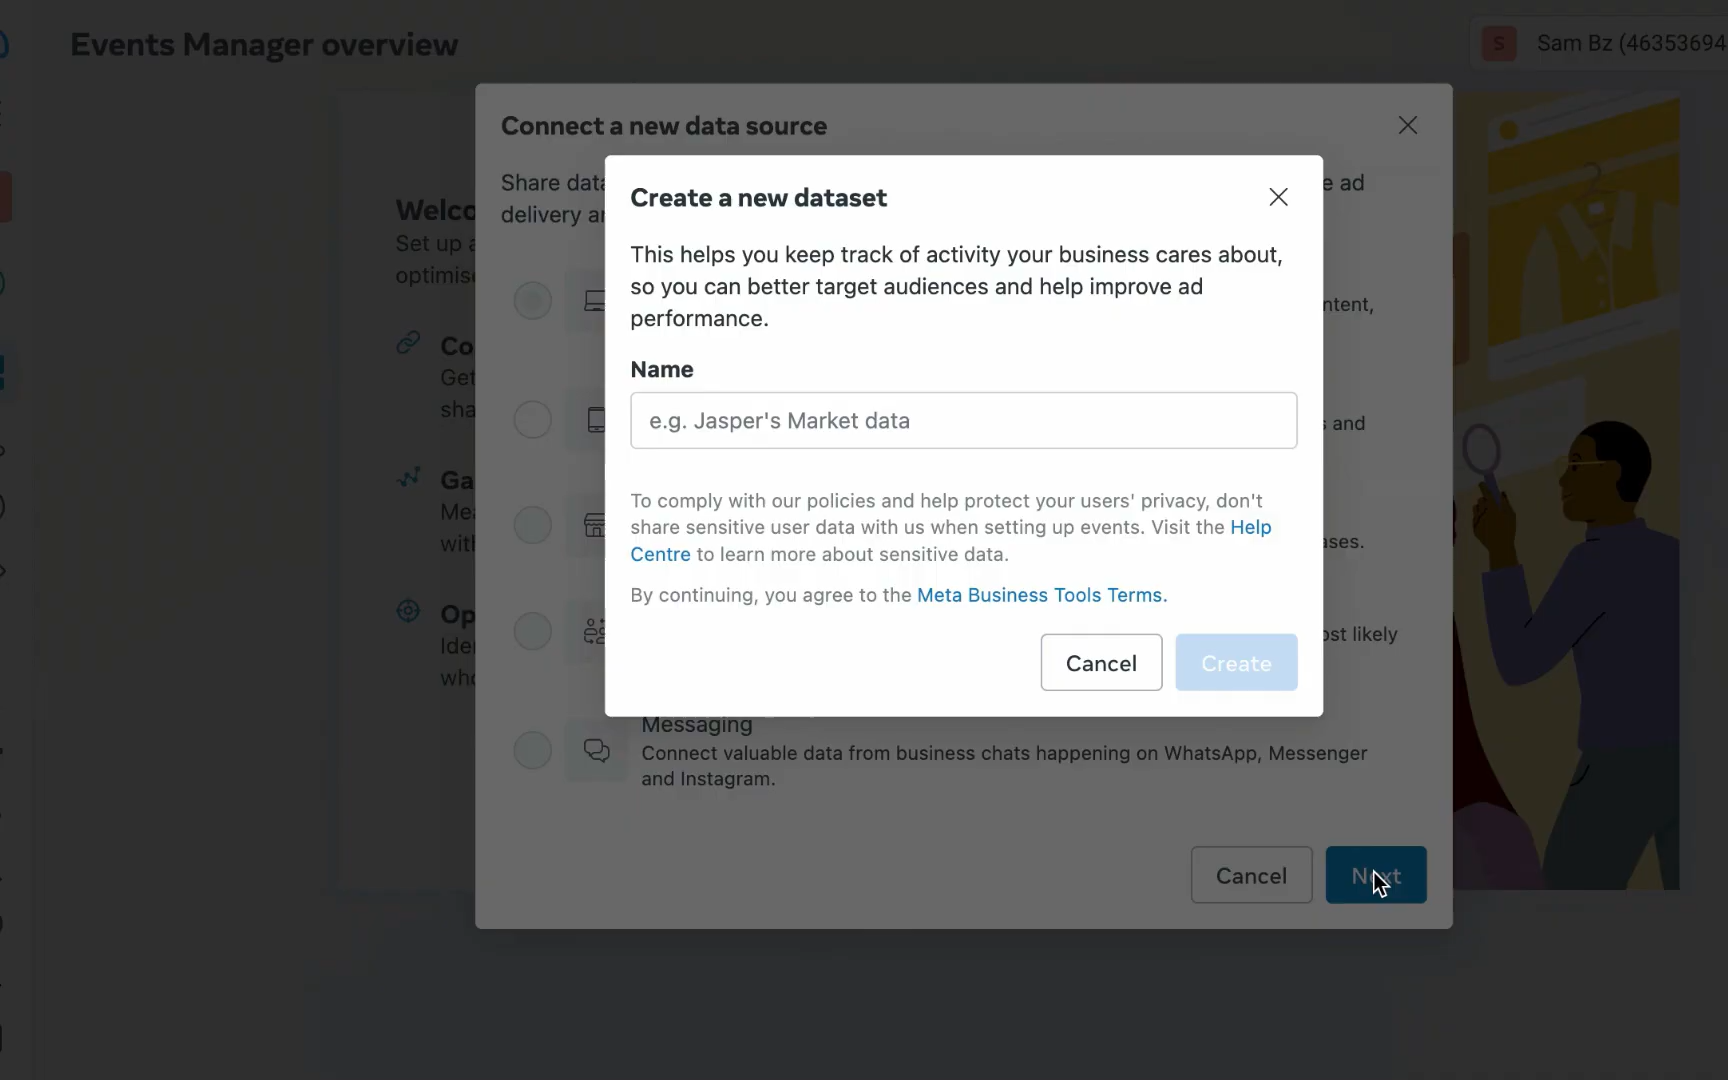 Events Manager overview
S
Sam Bz (46353694
Connect a new data source
Share data
delivery a
e ad
Welco
Set up a
optimise
Co
Get
sha
Ga
Mea
with
Op
Ider
who
Create a new dataset
This helps you keep track of activity your business cares about,
so you can better target audiences and help improve ad
performance.
Name
e.g. Jasper's Market data
To comply with our policies and help protect your users' privacy, don't
share sensitive user data with us when setting up events. Visit the Help
Centre to learn more about sensitive data.
By continuing, you agree to the Meta Business Tools Terms.
Cancel
Create
ntent,
s and
ases.
ost likely
Messaging
Connect valuable data from business chats happening on WhatsApp, Messenger
and Instagram.
Cancel
Next